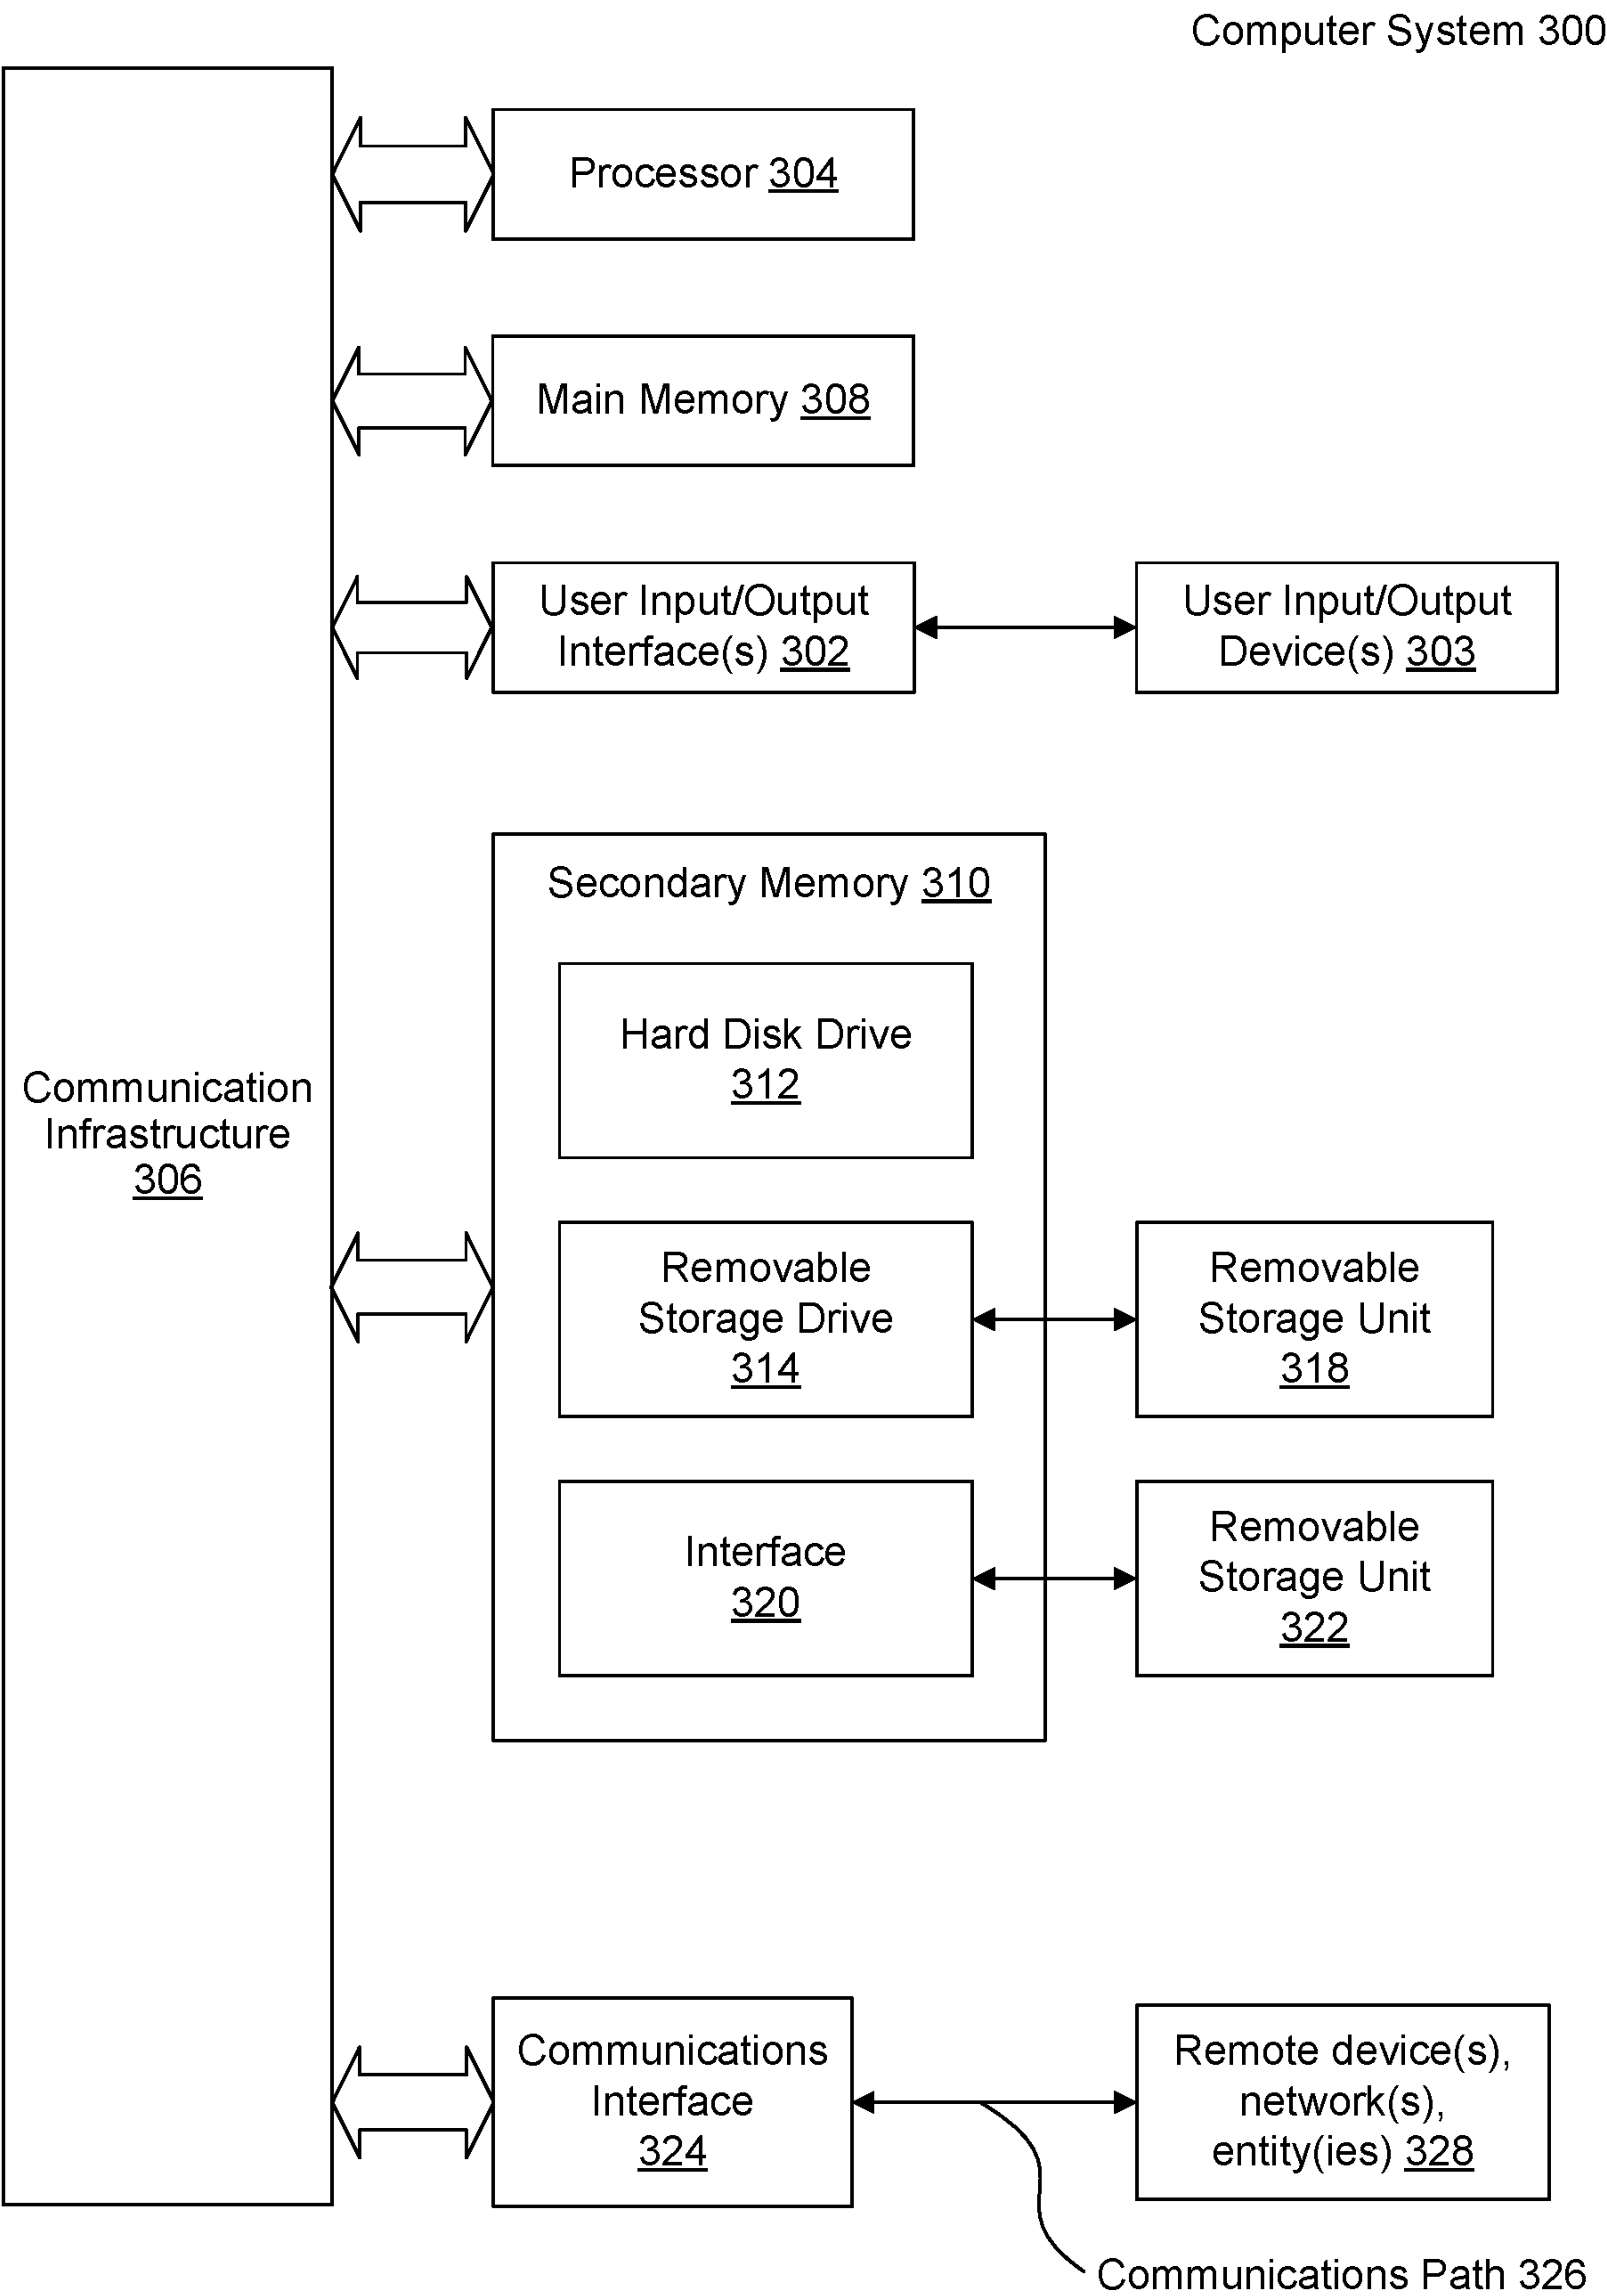 Computer System 300
Processor 304
Main Memory 308
User Input/Output
Interface(s) 302
User Input/Output
Device(s) 303
Secondary Memory 310
Hard Disk Drive
312
Communication
Infrastructure
306
Removable
Storage Drive
314
Removable
Storage Unit
318
Interface
320
Removable
Storage Unit
322
Communications
Interface
324
Remote device(s),
network(s),
entity(ies) 328
Communications Path 326